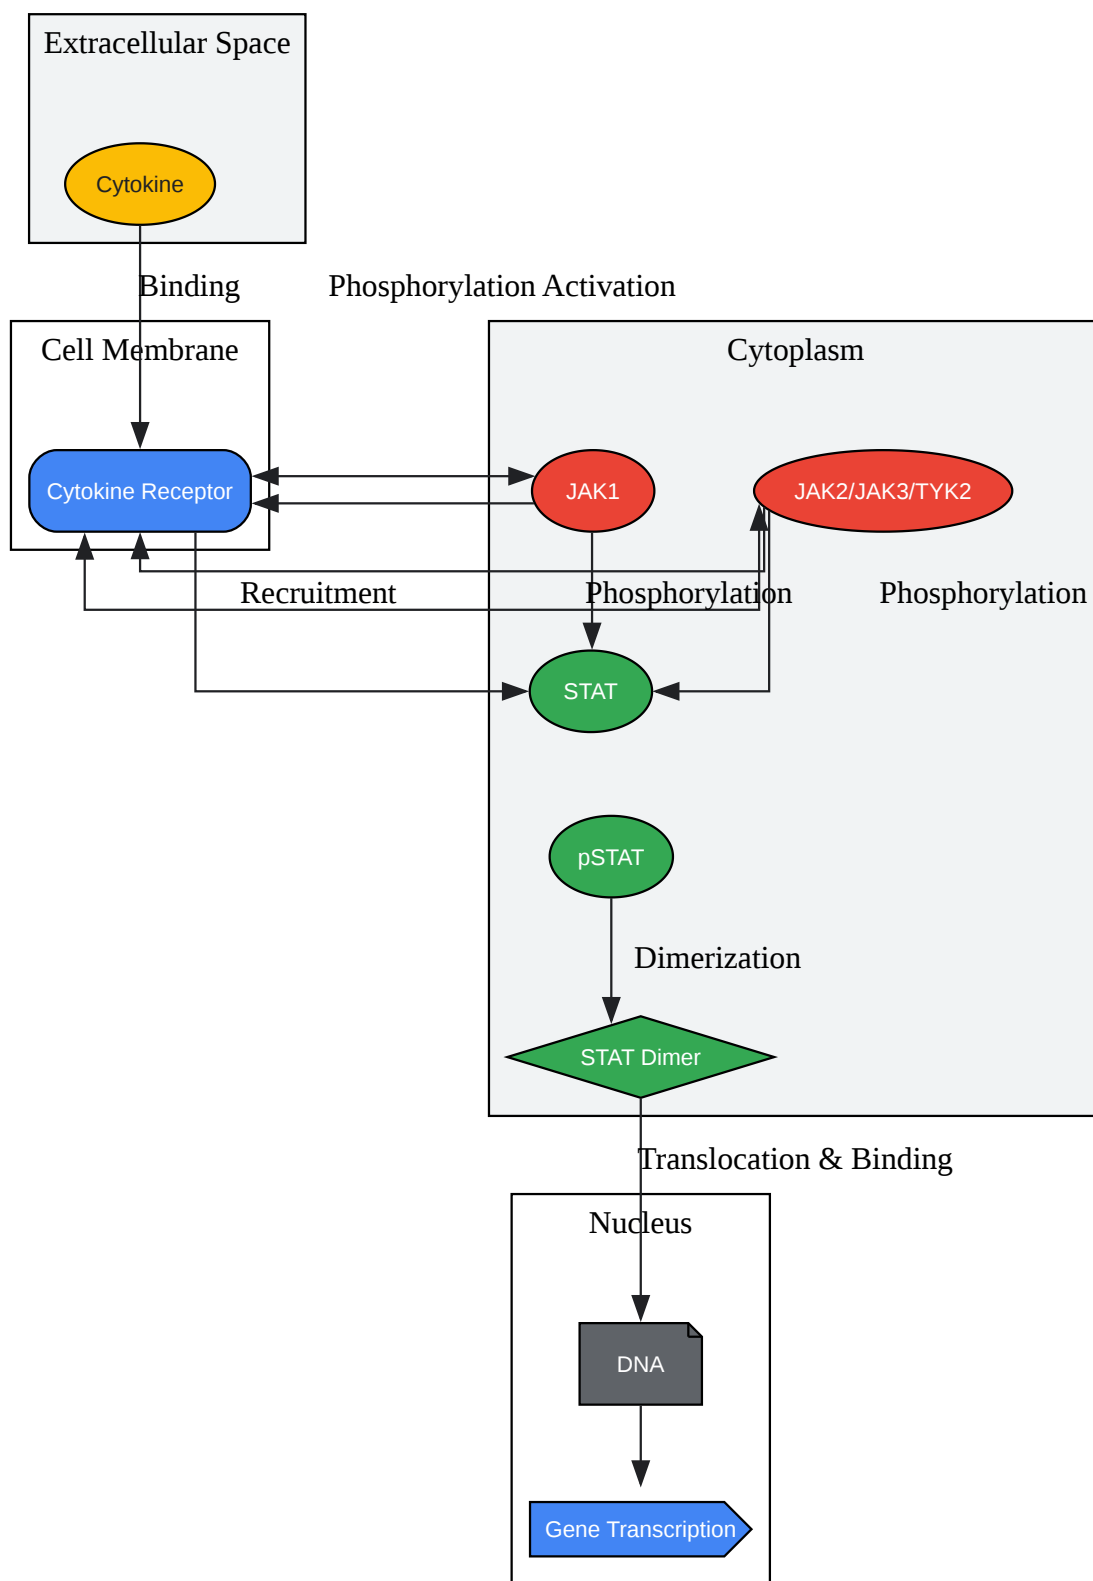 Extracellular Space
Cytokine
Binding
Phosphorylation Activation
Cell Membrane
Cytoplasm
Cytokine Receptor
JAK1
JAK2/JAK3/TYK2
Recruitment
Phosphorylation
Phosphorylation
STAT
pSTAT
Dimerization
STAT Dimer
Translocation & Binding
Nucleus
DNA
Gene Transcription